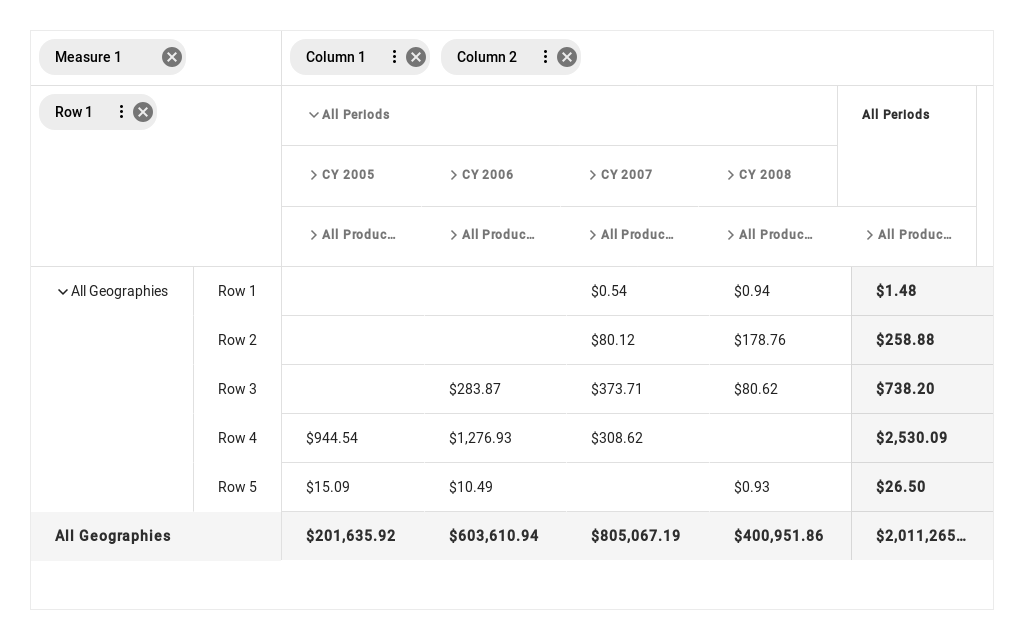 Measure 1 Column 1 Column 2
Row 1
All Periods All Periods
CY 2005 CY 2006 CY 2007 CY 2008
All Produc... All Produc... All Produc... All Produc... All Produc...
All Geographies Row 1 $0.54 $0.94 $1.48
Row 2 $80.12 $178.76 $258.88
Row 3 $283.87 $373.71 $80.62 $738.20
Row 4 $944.54 $1,276.93 $308.62 $2,530.09
Row 5 $15.09 $10.49 $0.93 $26.50
All Geographies $201,635.92 $603,610.94 $805,067.19 $400,951.86 $2,011,265...